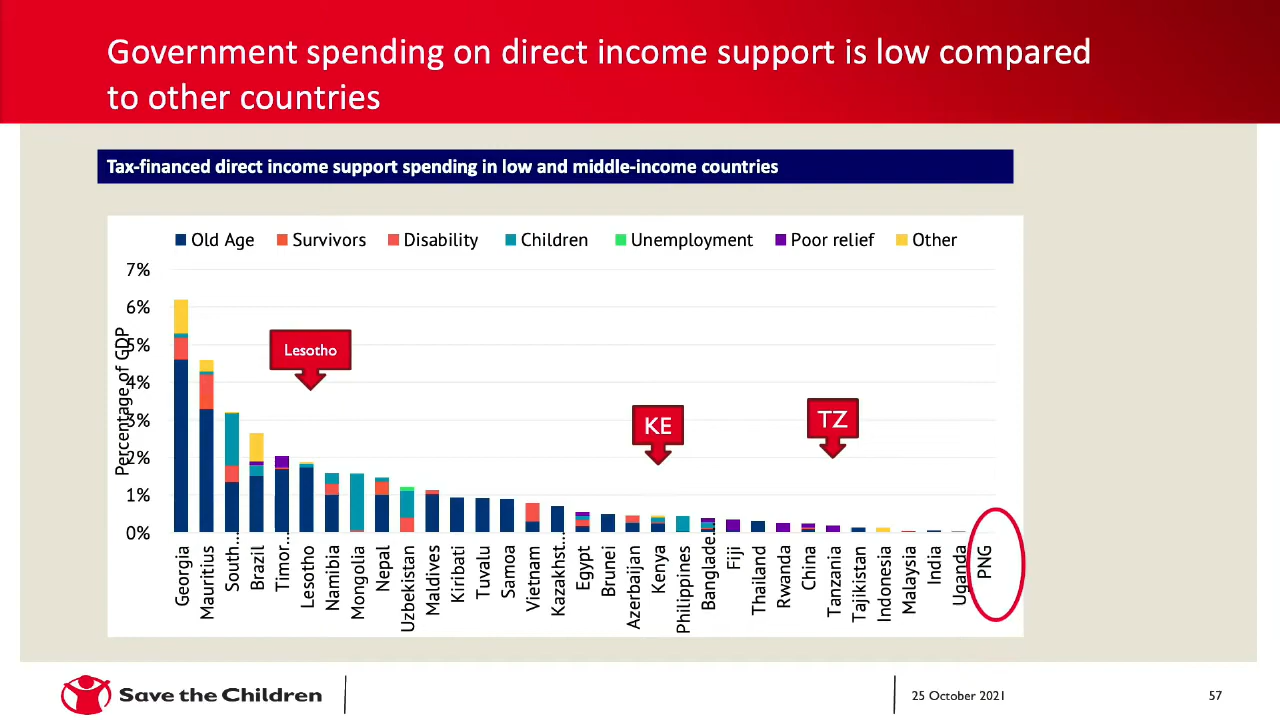 Government spending on direct income support is low compared
to other countries
Tax-financed direct income support spending in low and middle-income countries
Old Age Survivors Disability Children Unemployment Poor relief Other
Percentage of GDP
7%
6%
5%
4%
3%
2%
1%
0%
Lesotho
KE
TZ
Georgia
Mauritius
South…
Brazil
Timor…
Lesotho
Namibia
Mongolia
Nepal
Uzbekistan
Maldives
Kiribati
Tuvalu
Samoa
Vietnam
Kazakhst…
Egypt
Brunei
Azerbaijan
Kenya
Philippines
Banglade…
Fiji
Thailand
Rwanda
China
Tanzania
Tajikistan
Indonesia
Malaysia
India
Uganda
PNG
Save the Children
25 October 2021
57